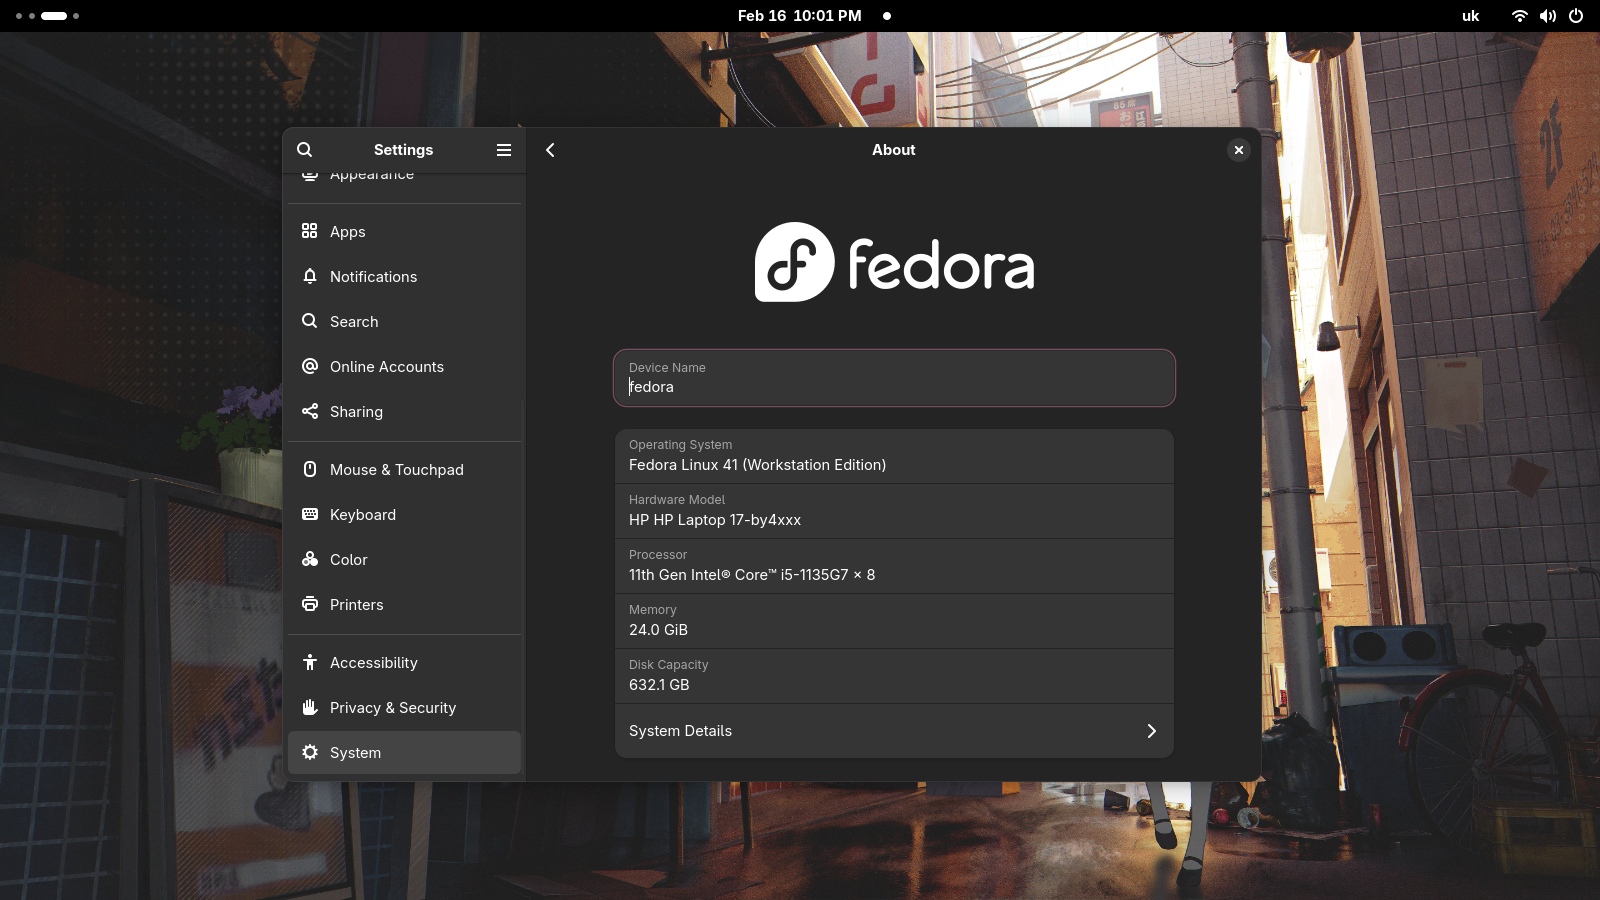 Feb 16 10:01 PM
uk
Settings
Appearance
Apps
Notifications
Search
Online Accounts
Sharing
Mouse & Touchpad
Keyboard
Color
Printers
Accessibility
Privacy & Security
System
About
fedora
Device Name
fedora
Operating System
Fedora Linux 41 (Workstation Edition)
Hardware Model
HP HP Laptop 17-by4xxx
Processor
11th Gen Intel® Core™ i5-1135G7 × 8
Memory
24.0 GiB
Disk Capacity
632.1 GB
System Details